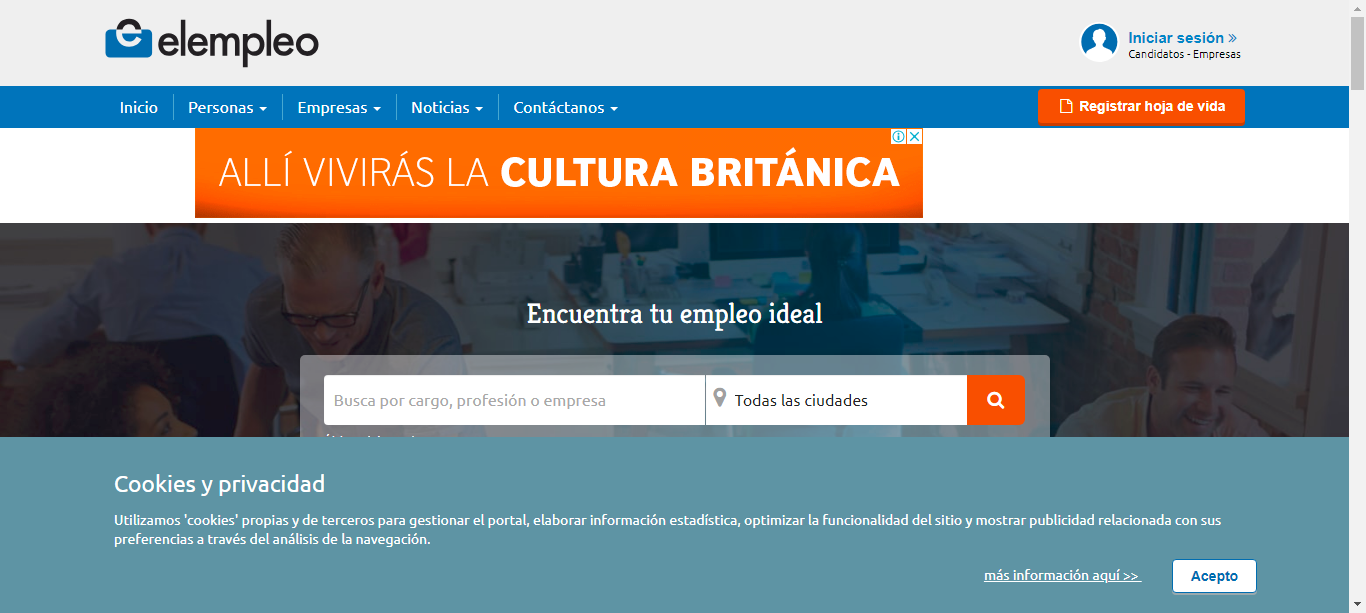 elempleo
Iniciar sesión »
Candidatos - Empresas
Inicio
Personas
Empresas
Noticias
Contáctanos
Registrar hoja de vida
ALLÍ VIVIRÁS LA CULTURA BRITÁNICA
Encuentra tu empleo ideal
Busca por cargo, profesión o empresa
Todas las ciudades
Cookies y privacidad
Utilizamos 'cookies' propias y de terceros para gestionar el portal, elaborar información estadística, optimizar la funcionalidad del sitio y mostrar publicidad relacionada con sus
preferencias a través del análisis de la navegación.
más información aquí >>
Acepto